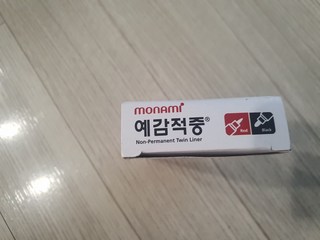 monami
예감적중®
Non-Permanent Twin Liner
Red
Black